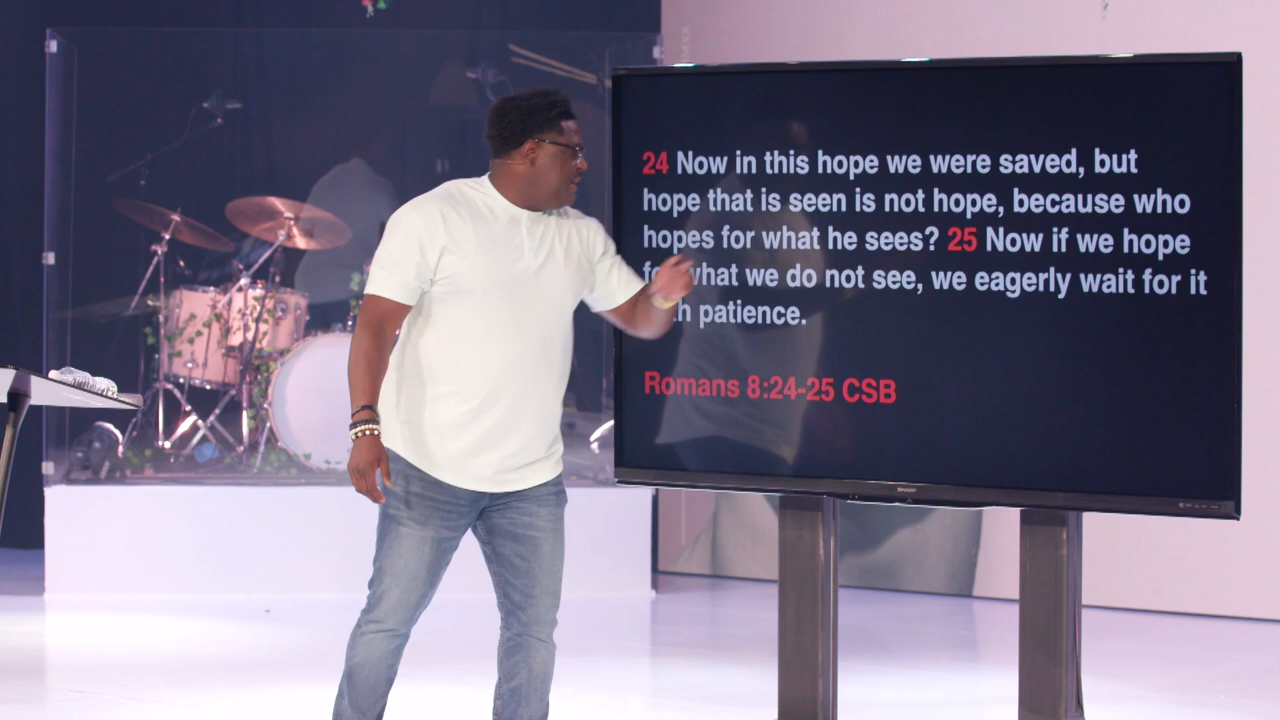 24 Now in this hope we were saved, but
hope that is seen is not hope, because who
hopes for what he sees? 25 Now if we hope
what we do not see, we eagerly wait for it
patience.
Romans 8:24-25 CSB
SHARP